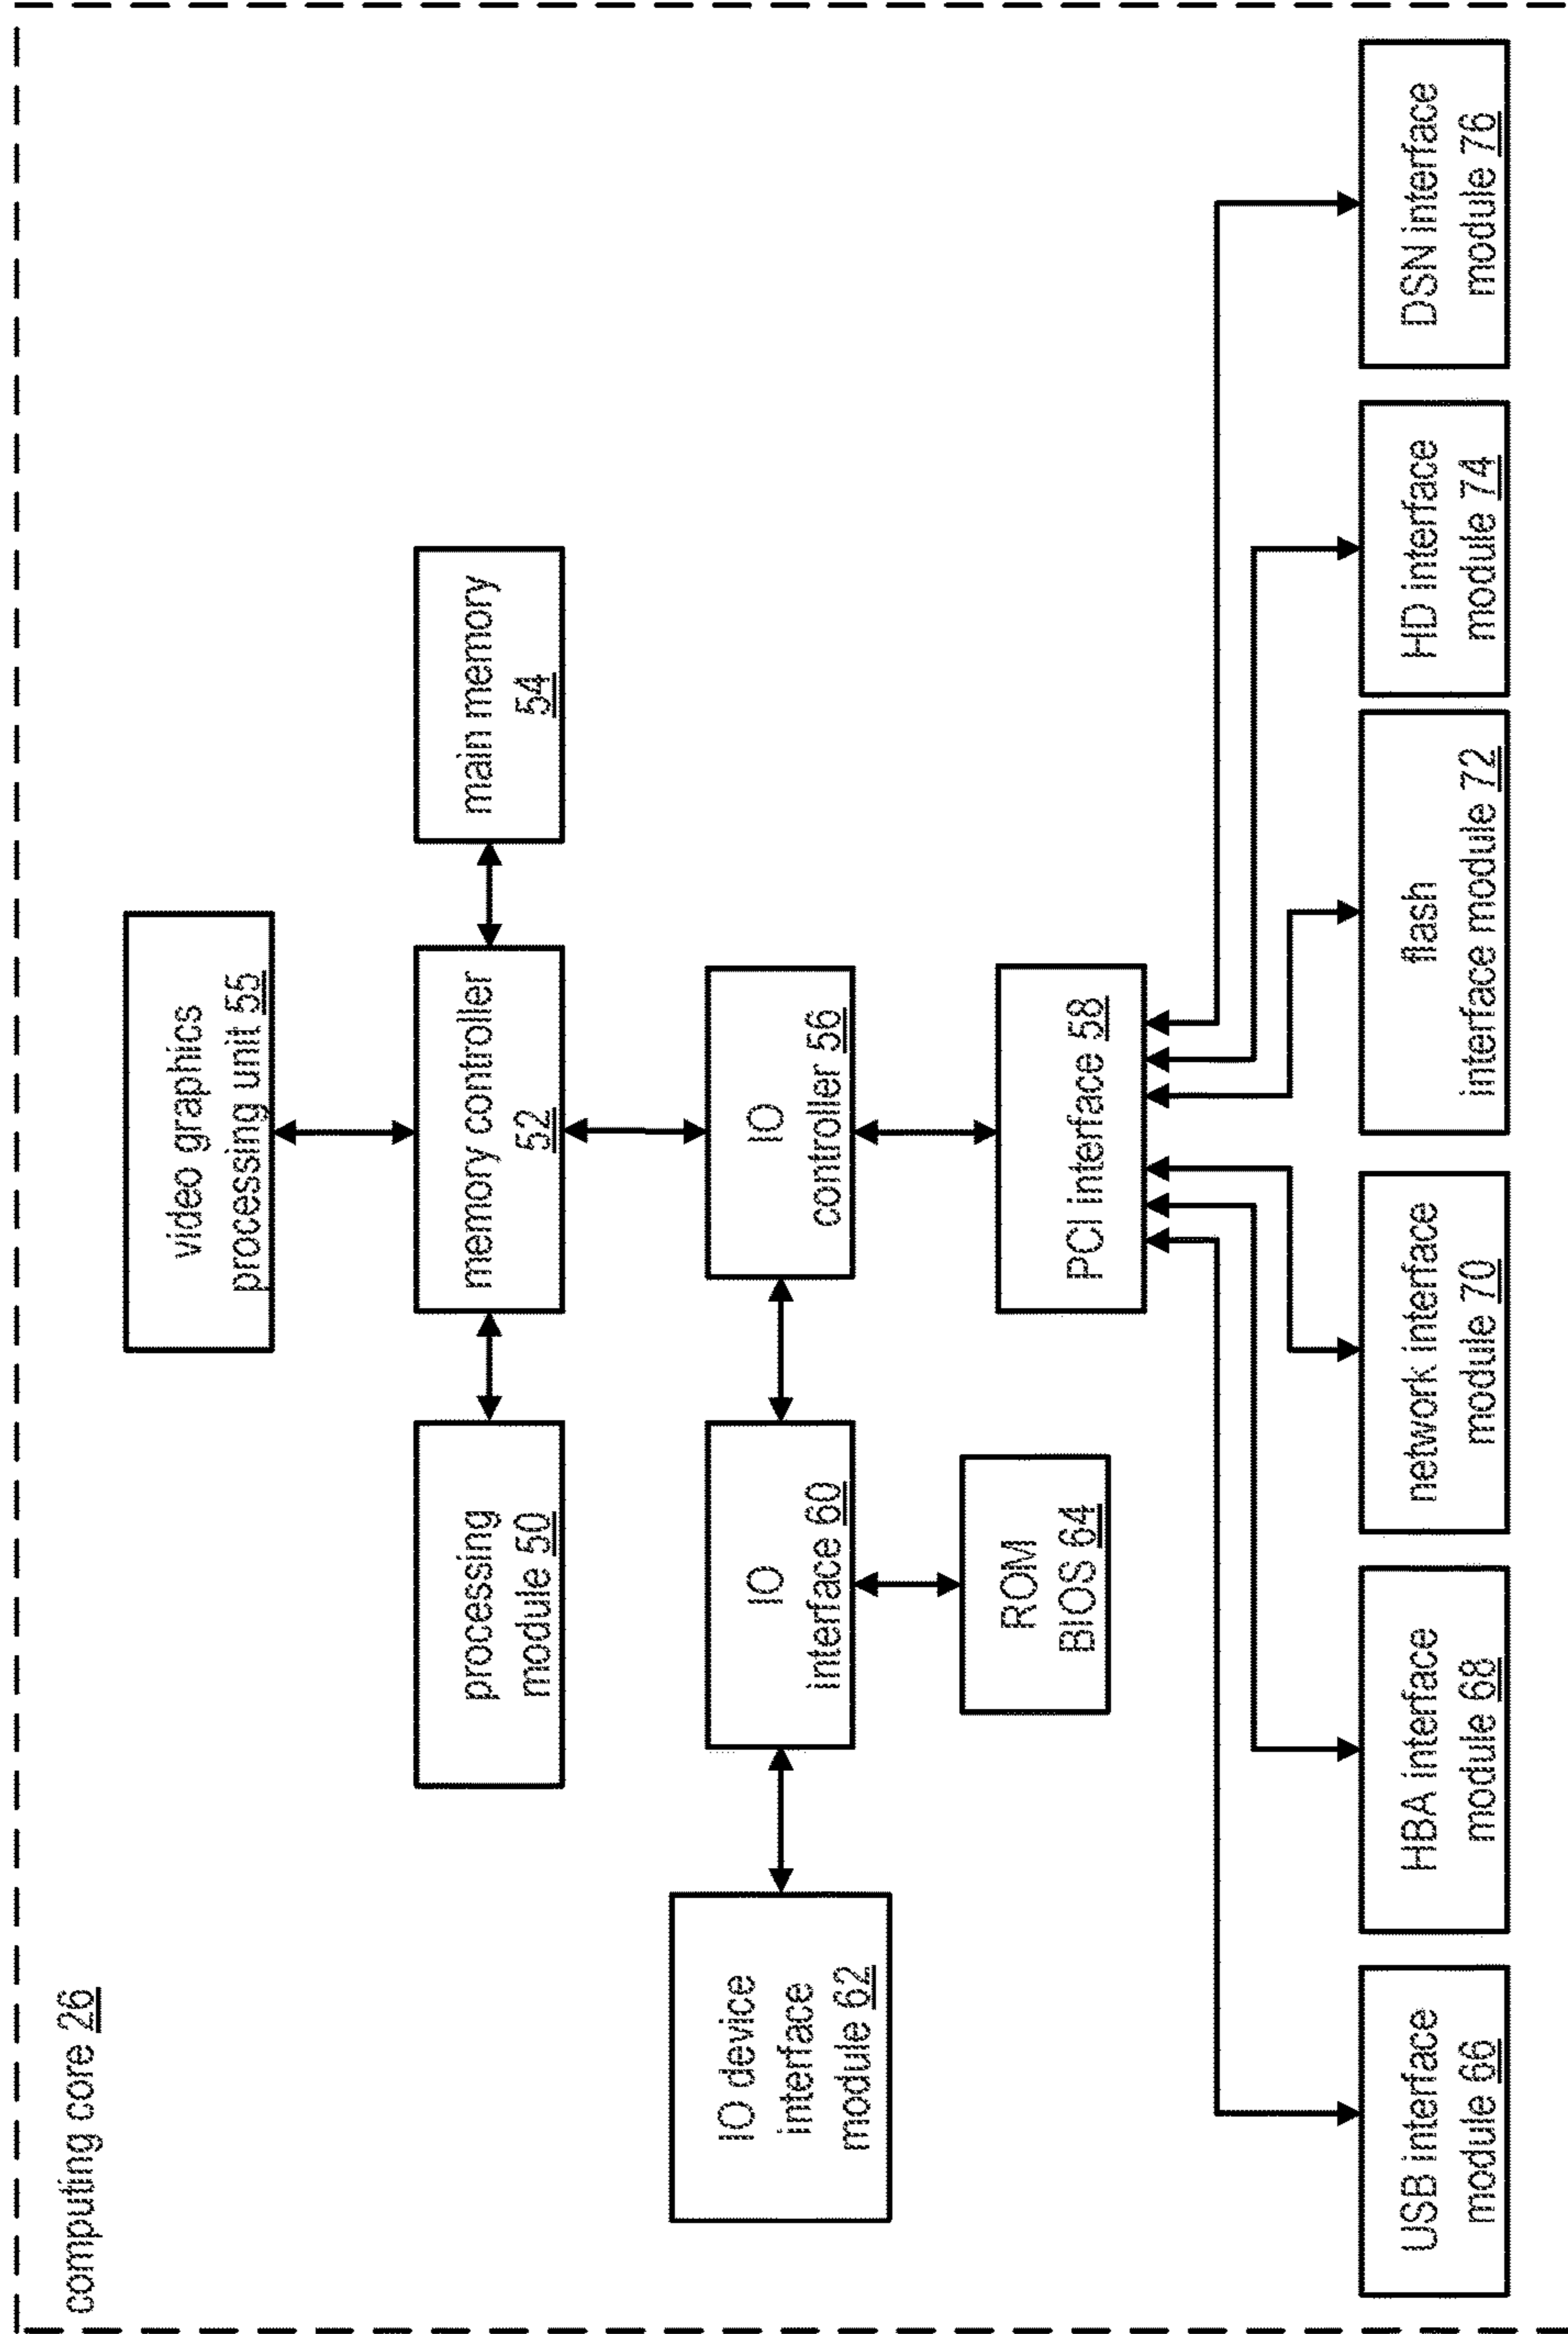 computing core 26
video graphics
processing unit 55
processing
module 50
memory controller
52
main memory
54
IO device
interface
module 62
IO
interface 60
IO
controller 56
ROM
BIOS 64
PCI interface 58
USB interface
module 66
HBA interface
module 68
network interface
module 70
flash
interface module 72
HD interface
module 74
DSN interface
module 76